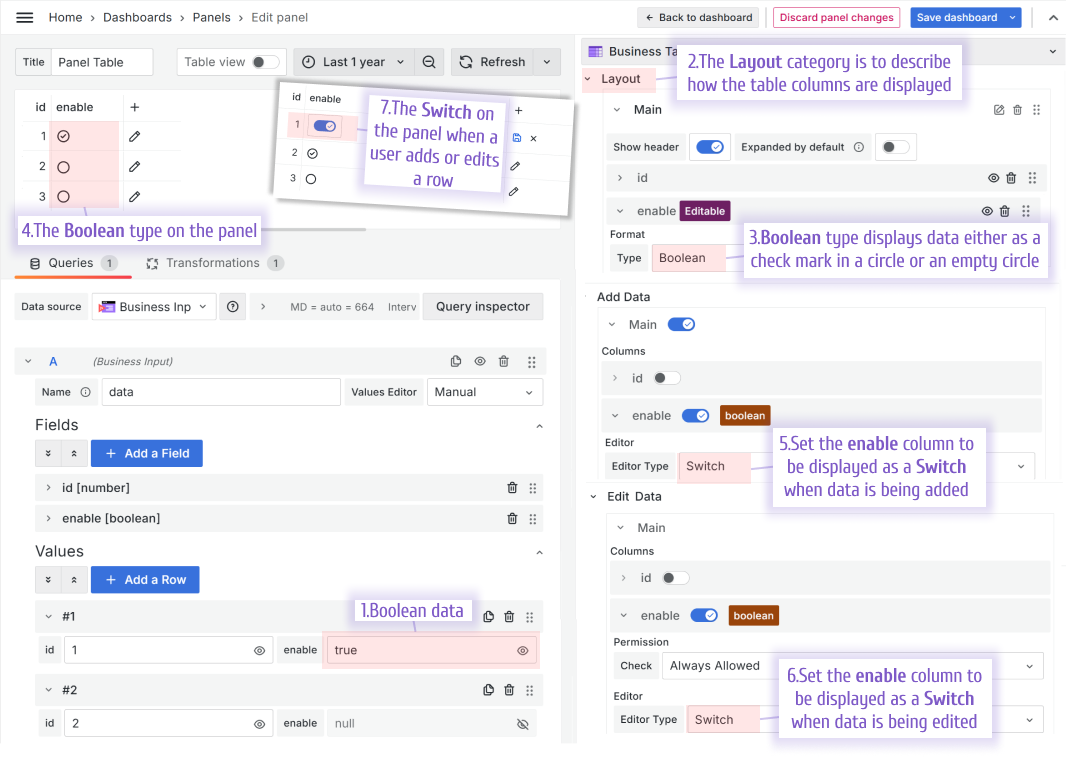 Home › Dashboards › Panels › Edit panel
Back to dashboard
Discard panel changes
Save dashboard
Title
Panel Table
Table view
Last 1 year
Refresh
id enable +
1
2
3
id enable +
1
2
3
7.The Switch on
the panel when a
user adds or edits
a row
4.The Boolean type on the panel
Queries 1
Transformations 1
Data source
Business Inp
MD = auto = 664
Interv
Query inspector
A
(Business Input)
Name
data
Values Editor
Manual
Fields
+ Add a Field
id [number]
enable [boolean]
Values
+ Add a Row
1.Boolean data
#1
id
1
enable
true
#2
id
2
enable
null
Business Ta
2.The Layout category is to describe
how the table columns are displayed
Layout
Main
Show header
Expanded by default
id
enable Editable
Format
Type
Boolean
3.Boolean type displays data either as a
check mark in a circle or an empty circle
Add Data
Main
Columns
id
enable boolean
Editor
Editor Type
Switch
5.Set the enable column to
be displayed as a Switch
when data is being added
Edit Data
Main
Columns
id
enable boolean
Permission
Check
Always Allowed
Editor
Editor Type
Switch
6.Set the enable column to
be displayed as a Switch
when data is being edited